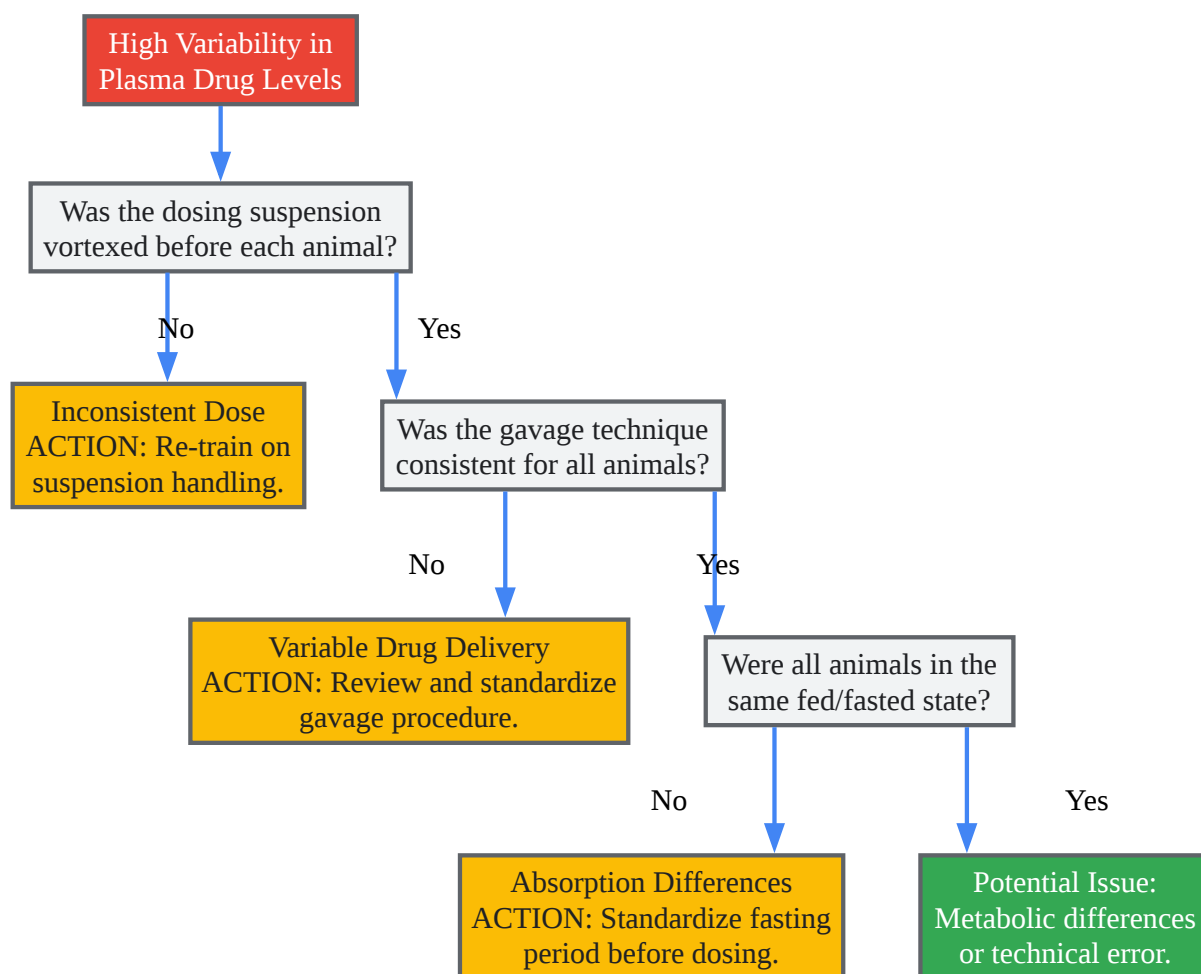 High Variability in
Plasma Drug Levels
Was the dosing suspension
vortexed before each animal?
No
Yes
Inconsistent Dose
ACTION: Re-train on
suspension handling.
Was the gavage technique
consistent for all animals?
No
Yes
Variable Drug Delivery
ACTION: Review and standardize
gavage procedure.
Were all animals in the
same fed/fasted state?
No
Yes
Absorption Differences
ACTION: Standardize fasting
period before dosing.
Potential Issue:
Metabolic differences
or technical error.